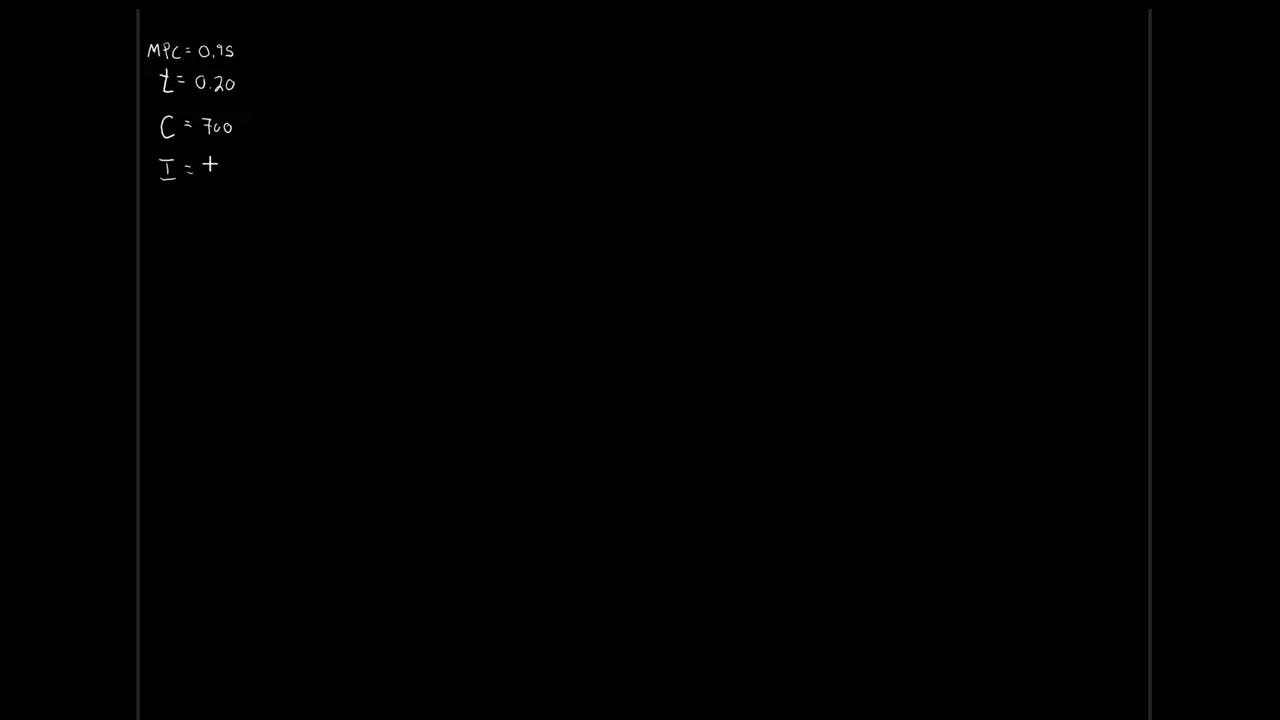 MPC = 0.95
t = 0.20
C = 700
I =